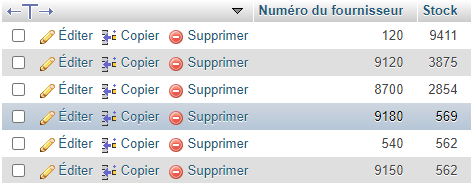 Numéro du fournisseur Stock
Éditer Copier Supprimer 120 9411
Éditer Copier Supprimer 9120 3875
Éditer Copier Supprimer 8700 2854
Éditer Copier Supprimer 9180 569
Éditer Copier Supprimer 540 562
Éditer Copier Supprimer 9150 562